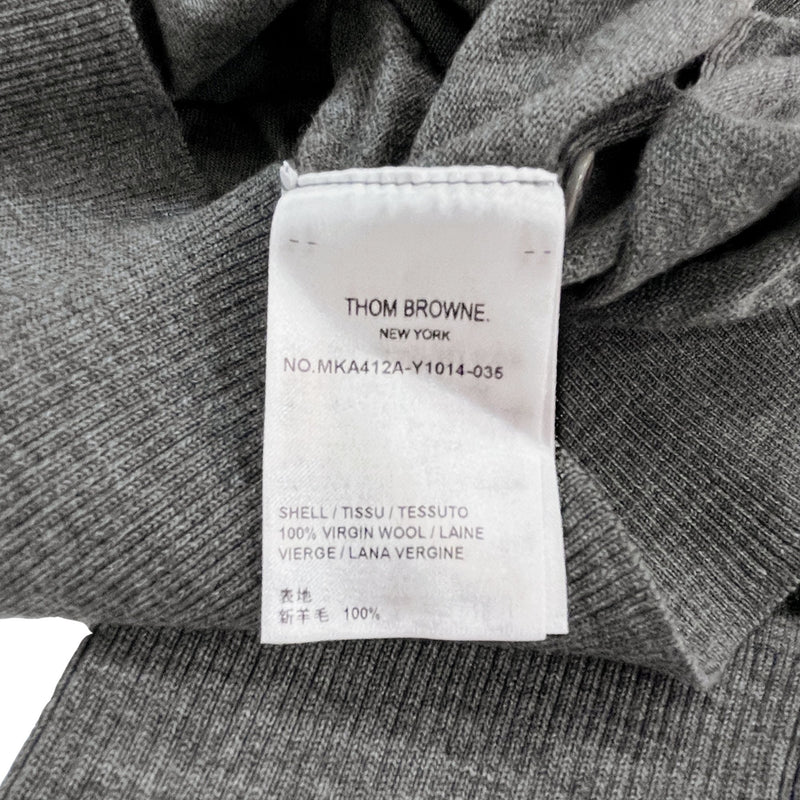 THOM BROWNE.
NEW YORK
NO.MKA412A-Y1014-035
SHELL / TISSU / TESSUTO
100% VIRGIN WOOL / LAINE
VIERGE / LANA VERGINE
表地
新羊毛 100%